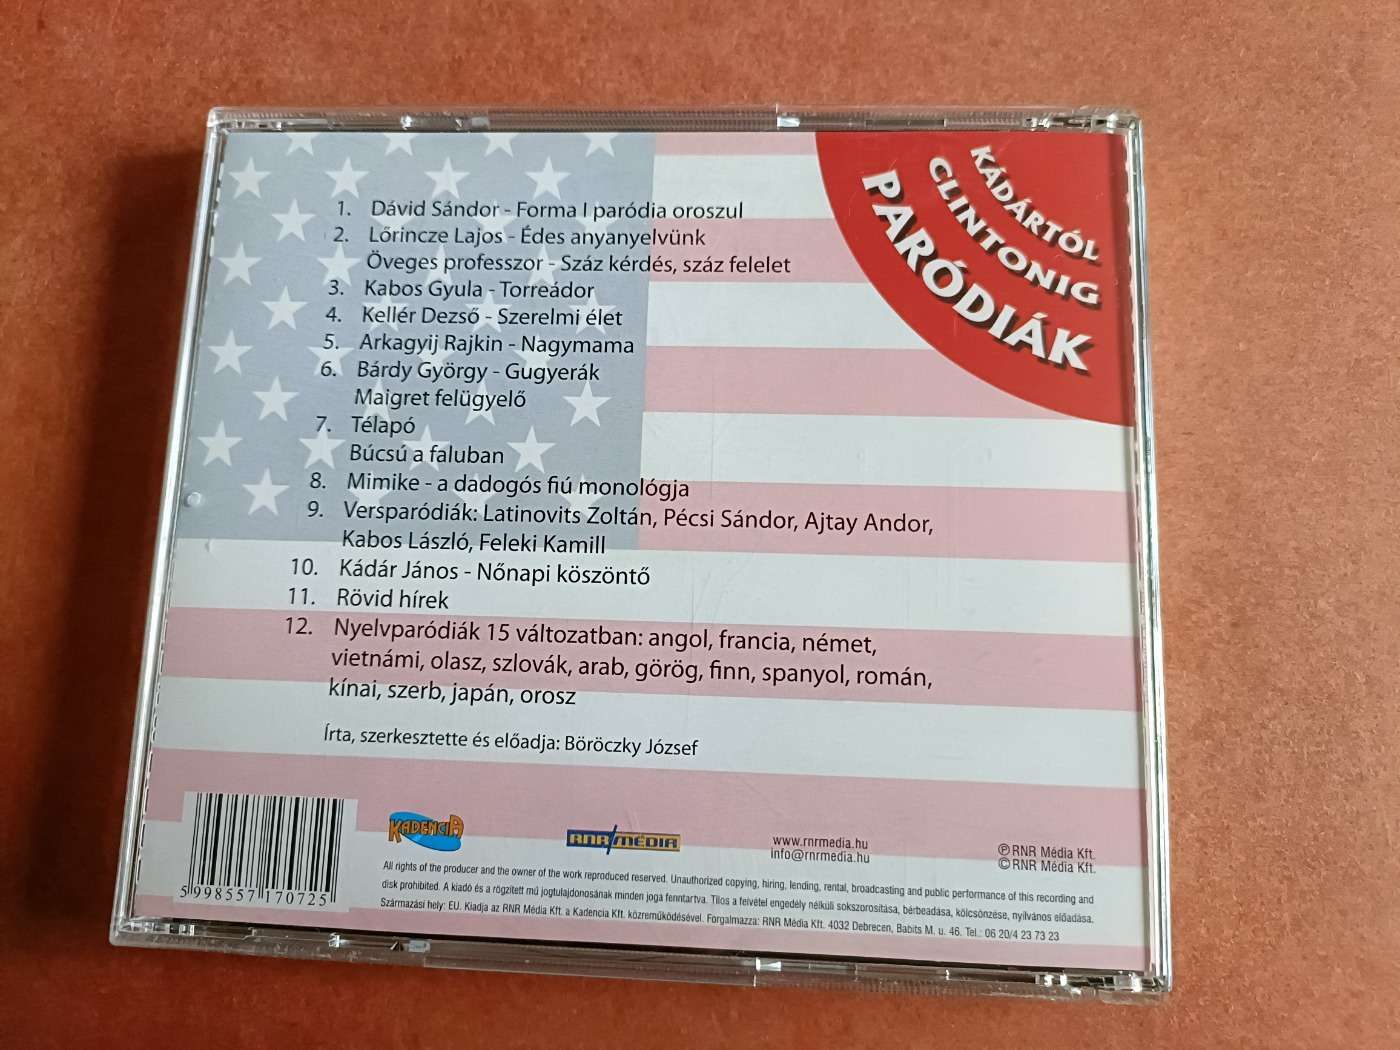 KÁDÁRTÓL
CLINTONIG
PARÓDIÁK
1. Dávid Sándor - Forma I paródia oroszul
2. Lőrincze Lajos - Édes anyanyelvünk
Öveges professzor - Száz kérdés, száz felelet
3. Kabos Gyula - Torreádor
4. Kellér Dezső - Szerelmi élet
5. Arkagyij Rajkin - Nagymama
6. Bárdy György - Gugyerák
Maigret felügyelő
7. Télapó
Búcsú a faluban
8. Mimike - a dadogós fiú monológja
9. Versparódiák: Latinovits Zoltán, Pécsi Sándor, Ajtay Andor,
Kabos László, Feleki Kamill
10. Kádár János - Nőnapi köszöntő
11. Rövid hírek
12. Nyelvparódiák 15 változatban: angol, francia, német,
vietnámi, olasz, szlovák, arab, görög, finn, spanyol, román,
kínai, szerb, japán, orosz
Írta, szerkesztette és előadja: Böröczky József
5 998557 170725
KADENCIA
RNR/MÉDIA
www.rnrmedia.hu
info@rnrmedia.hu
Ⓟ RNR Média Kft.
© RNR Média Kft.
All rights of the producer and the owner of the work reproduced reserved. Unauthorized copying, hiring, lending, rental, broadcasting and public performance of this recording and
disk prohibited. A kiadó és a rögzített mű jogtulajdonosának minden joga fenntartva. Tilos a felvétel engedély nélküli sokszorosítása, bérbeadása, kölcsönzése, nyilvános előadása.
Származási hely: EU. Kiadja az RNR Média Kft. a Kadencia Kft. közreműködésével. Forgalmazza: RNR Média Kft. 4032 Debrecen, Babits M. u. 46. Tel.: 06 20/4 23 73 23